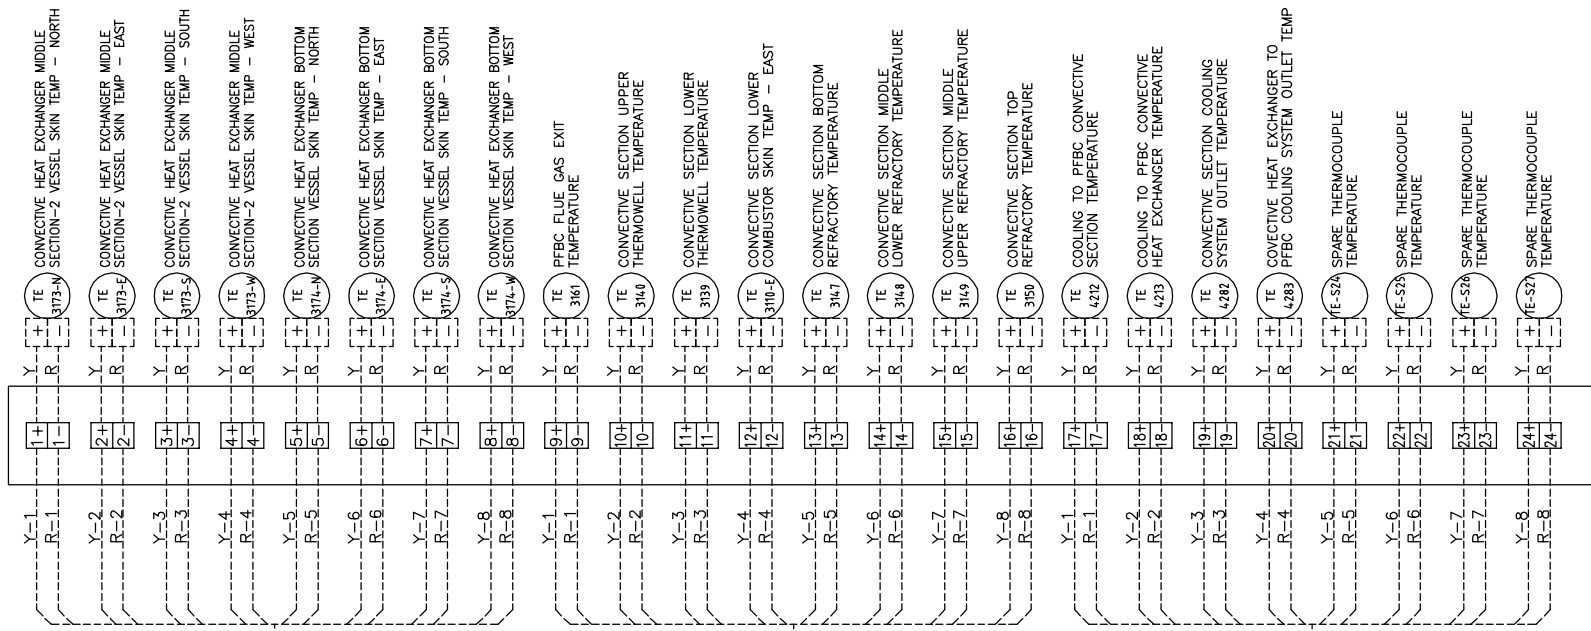 CONVECTIVE HEAT EXCHANGER MIDDLE
SECTION-2 VESSEL SKIN TEMP - NORTH
CONVECTIVE HEAT EXCHANGER MIDDLE
SECTION-2 VESSEL SKIN TEMP - EAST
CONVECTIVE HEAT EXCHANGER MIDDLE
SECTION-2 VESSEL SKIN TEMP - SOUTH
CONVECTIVE HEAT EXCHANGER MIDDLE
SECTION-2 VESSEL SKIN TEMP - WEST
CONVECTIVE HEAT EXCHANGER BOTTOM
SECTION VESSEL SKIN TEMP - NORTH
CONVECTIVE HEAT EXCHANGER BOTTOM
SECTION VESSEL SKIN TEMP - EAST
CONVECTIVE HEAT EXCHANGER BOTTOM
SECTION VESSEL SKIN TEMP - SOUTH
CONVECTIVE HEAT EXCHANGER BOTTOM
SECTION VESSEL SKIN TEMP - WEST
PFBC FLUE GAS EXIT
TEMPERATURE
CONVECTIVE SECTION UPPER
THERMOWELL TEMPERATURE
CONVECTIVE SECTION LOWER
THERMOWELL TEMPERATURE
CONVECTIVE SECTION LOWER
COMBUSTOR SKIN TEMP - EAST
CONVECTIVE SECTION BOTTOM
REFRACTORY TEMPERATURE
CONVECTIVE SECTION MIDDLE
LOWER REFRACTORY TEMPERATURE
CONVECTIVE SECTION MIDDLE
UPPER REFRACTORY TEMPERATURE
CONVECTIVE SECTION TOP
REFRACTORY TEMPERATURE
COOLING TO PFBC CONVECTIVE
SECTION TEMPERATURE
COOLING TO PFBC CONVECTIVE
HEAT EXCHANGER TEMPERATURE
CONVECTIVE SECTION COOLING
SYSTEM OUTLET TEMPERATURE
COVECTIVE HEAT EXCHANGER TO
PFBC COOLING SYSTEM OUTLET TEMP
SPARE THERMOCOUPLE
TEMPERATURE
SPARE THERMOCOUPLE
TEMPERATURE
SPARE THERMOCOUPLE
TEMPERATURE
SPARE THERMOCOUPLE
TEMPERATURE
TE 3173-N
TE 3173-E
TE 3173-S
TE 3173-W
TE 3174-N
TE 3174-E
TE 3174-S
TE 3174-W
TE 3161
TE 3140
TE 3139
TE 3110-E
TE 3147
TE 3148
TE 3149
TE 3150
TE 4212
TE 4213
TE 4282
TE 4283
TE-S24
TE-S25
TE-S26
TE-S27
+ - + - + - + - + - + - + - + - + - + - + - + - + - + - + - + - + - + - + - + - + - + - + - + -
Y R Y R Y R Y R Y R Y R Y R Y R Y R Y R Y R Y R Y R Y R Y R Y R Y R Y R Y R Y R Y R Y R Y R Y R
1+ 1- 2+ 2- 3+ 3- 4+ 4- 5+ 5- 6+ 6- 7+ 7- 8+ 8- 9+ 9- 10+ 10- 11+ 11- 12+ 12- 13+ 13- 14+ 14- 15+ 15- 16+ 16- 17+ 17- 18+ 18- 19+ 19- 20+ 20- 21+ 21- 22+ 22- 23+ 23- 24+ 24-
Y-1 R-1 Y-2 R-2 Y-3 R-3 Y-4 R-4 Y-5 R-5 Y-6 R-6 Y-7 R-7 Y-8 R-8 Y-1 R-1 Y-2 R-2 Y-3 R-3 Y-4 R-4 Y-5 R-5 Y-6 R-6 Y-7 R-7 Y-8 R-8 Y-1 R-1 Y-2 R-2 Y-3 R-3 Y-4 R-4 Y-5 R-5 Y-6 R-6 Y-7 R-7 Y-8 R-8